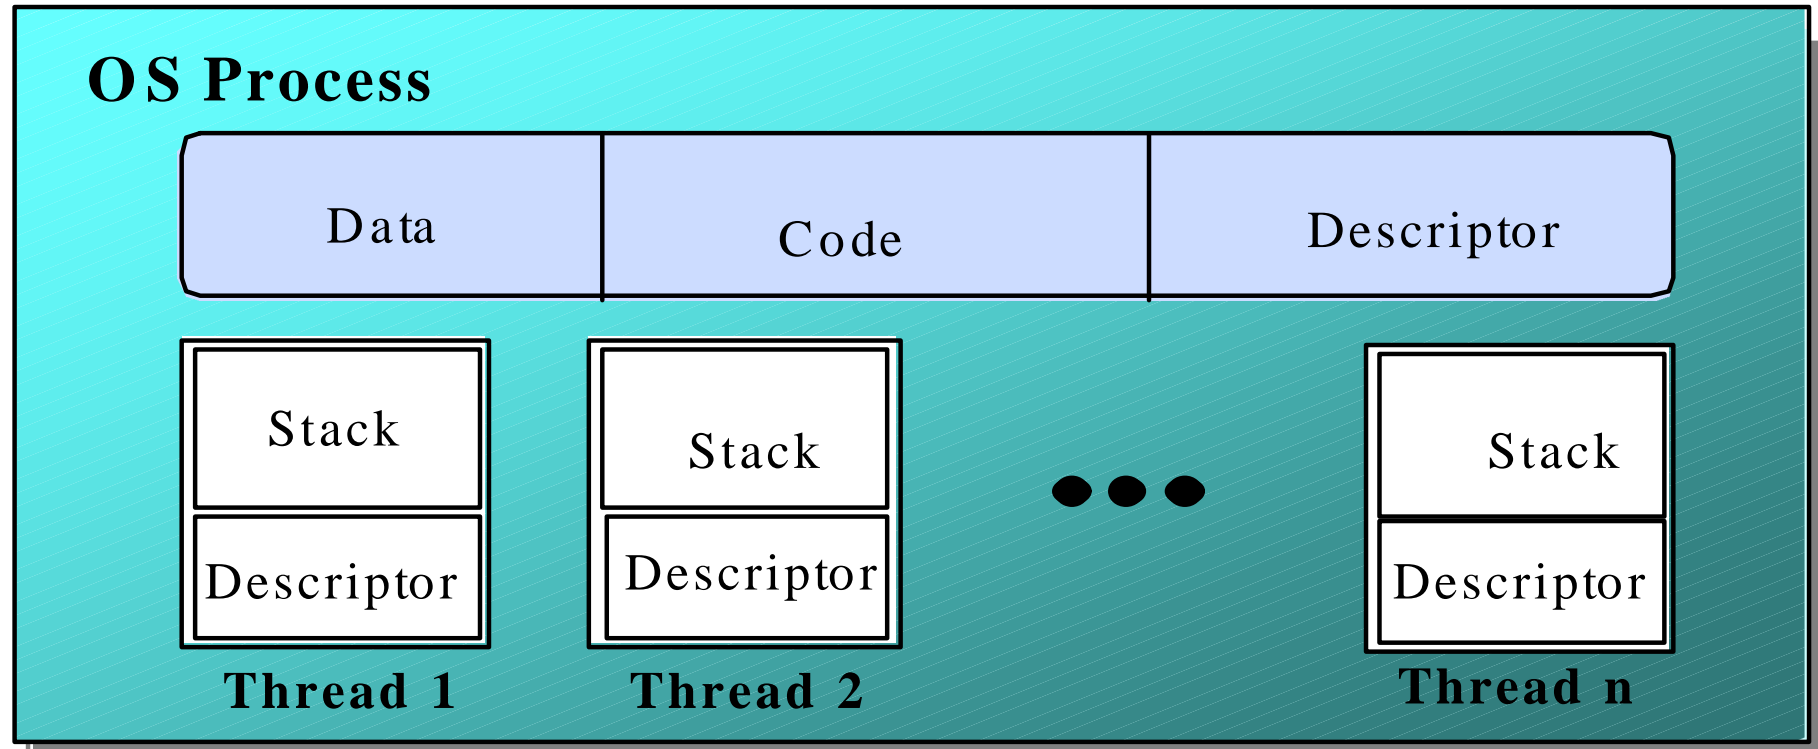 OS Process
Data Code Descriptor
Stack Stack Stack
Descriptor Descriptor Descriptor
Thread 1 Thread 2 Thread n